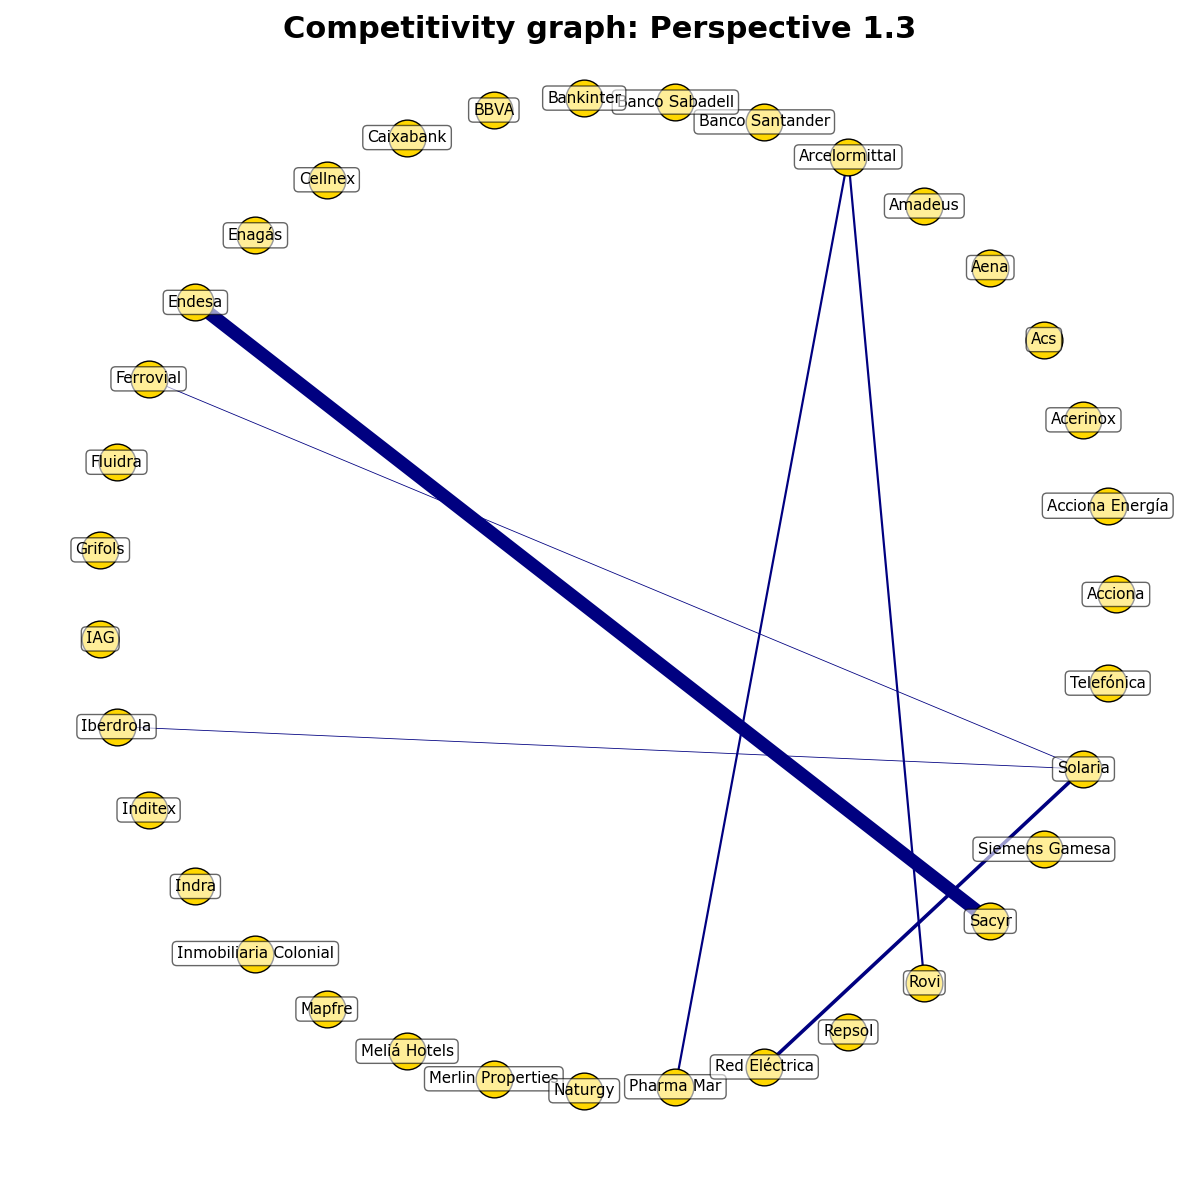 Competitivity graph: Perspective 1.3
Bankinter
Banco Sabadell
BBVA
Banco Santander
Caixabank
Arcelormittal
Cellnex
Amadeus
Enagás
Aena
Endesa
Acs
Ferrovial
Acerinox
Fluidra
Acciona Energía
Grifols
Acciona
IAG
Telefónica
Iberdrola
Solaria
Inditex
Siemens Gamesa
Indra
Sacyr
Inmobiliaria Colonial
Rovi
Mapfre
Repsol
Meliá Hotels
Red Eléctrica
Merlin Properties
Pharma Mar
Naturgy